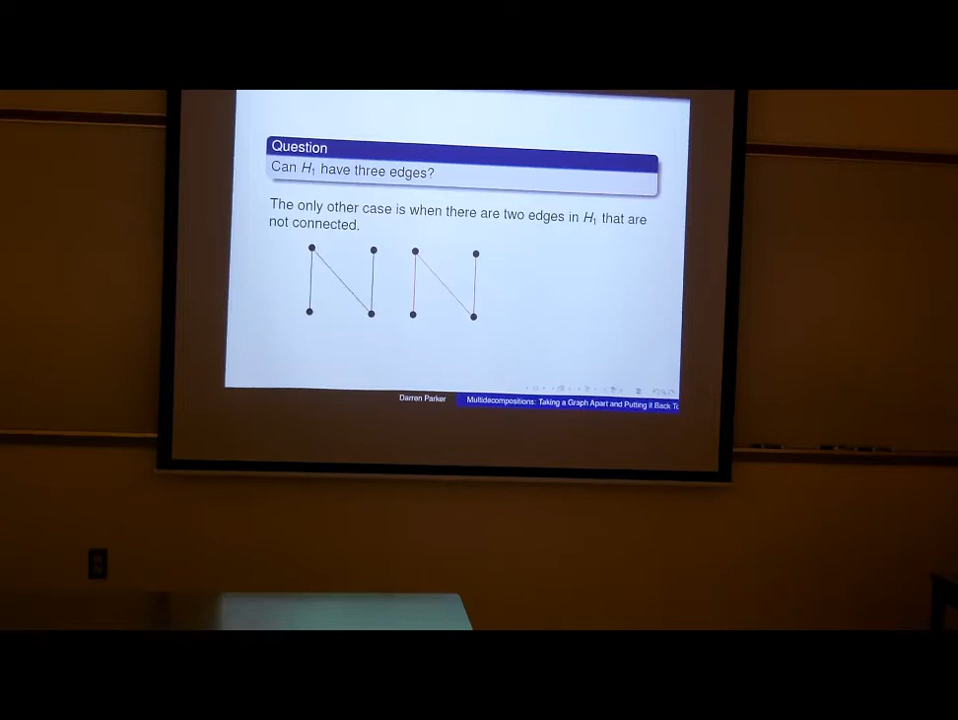 Question
Can H₁ have three edges?
The only other case is when there are two edges in H₁ that are
not connected.
Darren Parker
Multidecompositions: Taking a Graph Apart and Putting it Back To